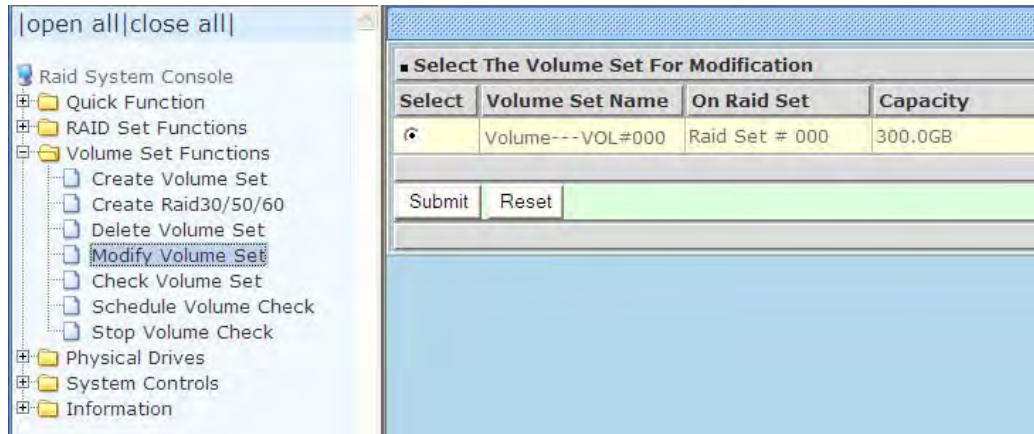 |open all|close all|
Raid System Console
Quick Function
RAID Set Functions
Volume Set Functions
Create Volume Set
Create Raid30/50/60
Delete Volume Set
Modify Volume Set
Check Volume Set
Schedule Volume Check
Stop Volume Check
Physical Drives
System Controls
Information
Select The Volume Set For Modification
Select Volume Set Name On Raid Set Capacity
Volume---VOL#000 Raid Set # 000 300.0GB
Submit Reset